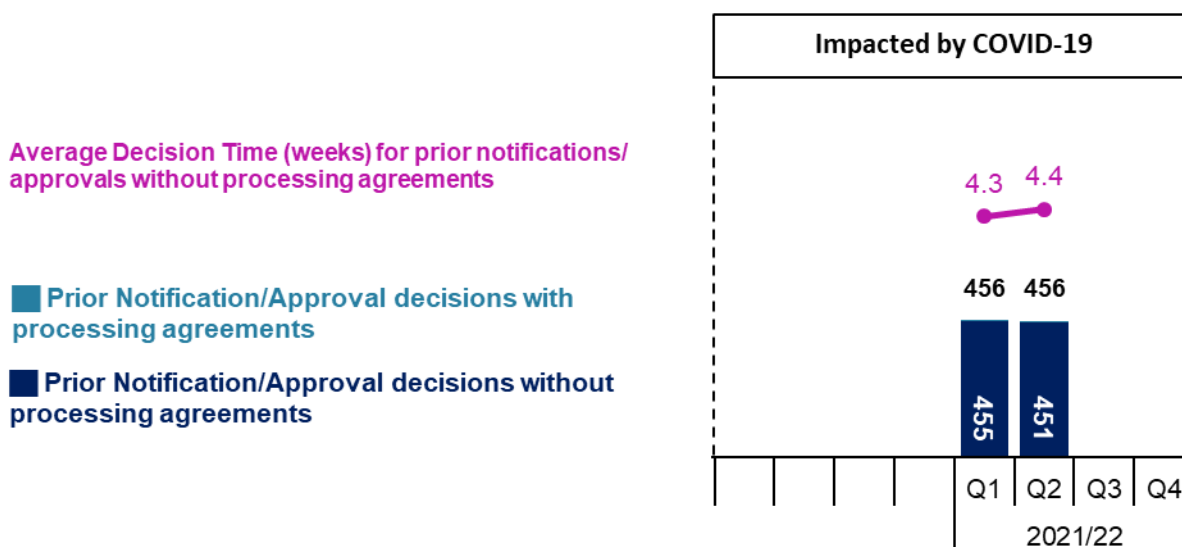 Impacted by COVID-19
Average Decision Time (weeks) for prior notifications/
approvals without processing agreements
4.3
4.4
Prior Notification/Approval decisions with
processing agreements
456
456
Prior Notification/Approval decisions without
processing agreements
455
451
Q1
Q2
Q3
Q4
2021/22